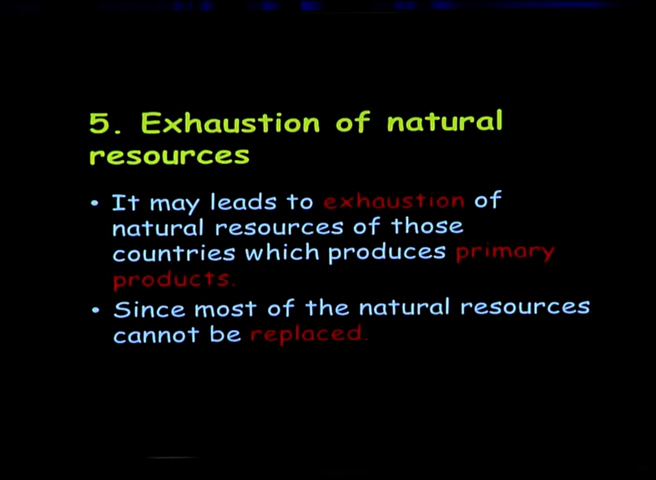 5. Exhaustion of natural
resources
• It may leads to exhaustion of
natural resources of those
countries which produces primary
products.
• Since most of the natural resources
cannot be replaced.